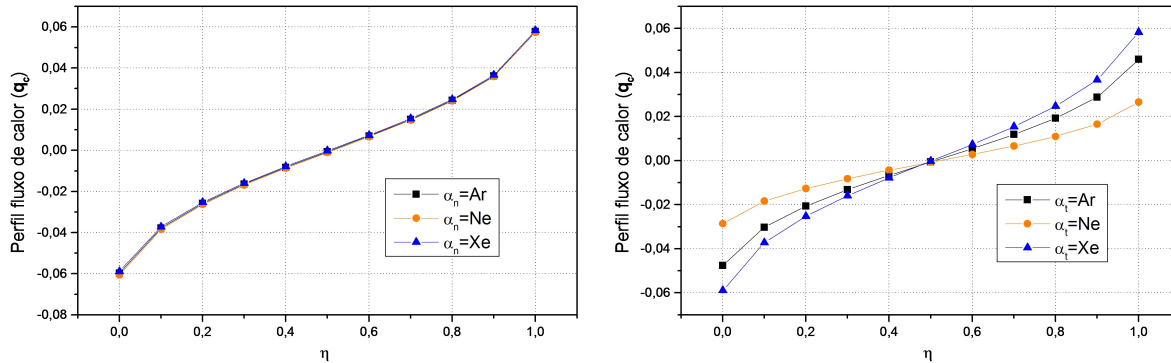 Perfil fluxo de calor (q_c)
0,06
0,04
0,02
0,00
-0,02
-0,04
-0,06
-0,08
0,0 0,2 0,4 0,6 0,8 1,0
η
α_n=Ar
α_n=Ne
α_n=Xe
Perfil fluxo de calor (q_c)
0,06
0,04
0,02
0,00
-0,02
-0,04
-0,06
0,0 0,2 0,4 0,6 0,8 1,0
η
α_t=Ar
α_t=Ne
α_t=Xe